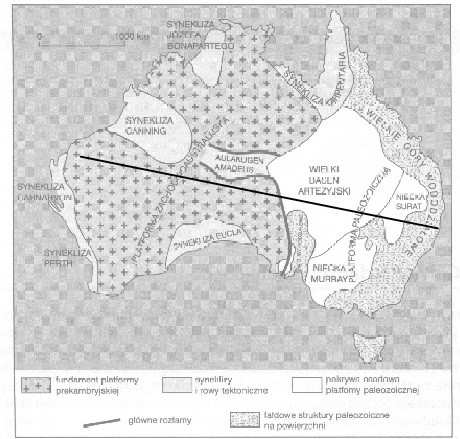 SYNEKLIZA
JÓZEFA
BONAPARTEGO
0 1000 km
SYNEKLIZA
KARPENTARIA
WIELKIE GÓRY WODODZIAŁOWE
SYNEKLIZA
CANNING
PLATFORMA ZACHODNIOAUSTRALIJSKA
AULAKOGEN
AMADEUS
WIELKI
BASEN
ARTEZYJSKI
PLATFORMA PALEOZOICZNA
NIECKA
SURAT
SYNEKLIZA
CARNARVON
SYNEKLIZA EUCLA
SYNEKLIZA
PERTH
NIECKA
MURRAY
fundament platformy
prekambryjskiej
syneklizy
i rowy tektoniczne
pokrywa osadowa
platformy paleozoicznej
główne rozłamy
fałdowe struktury paleozoiczne
na powierzchni